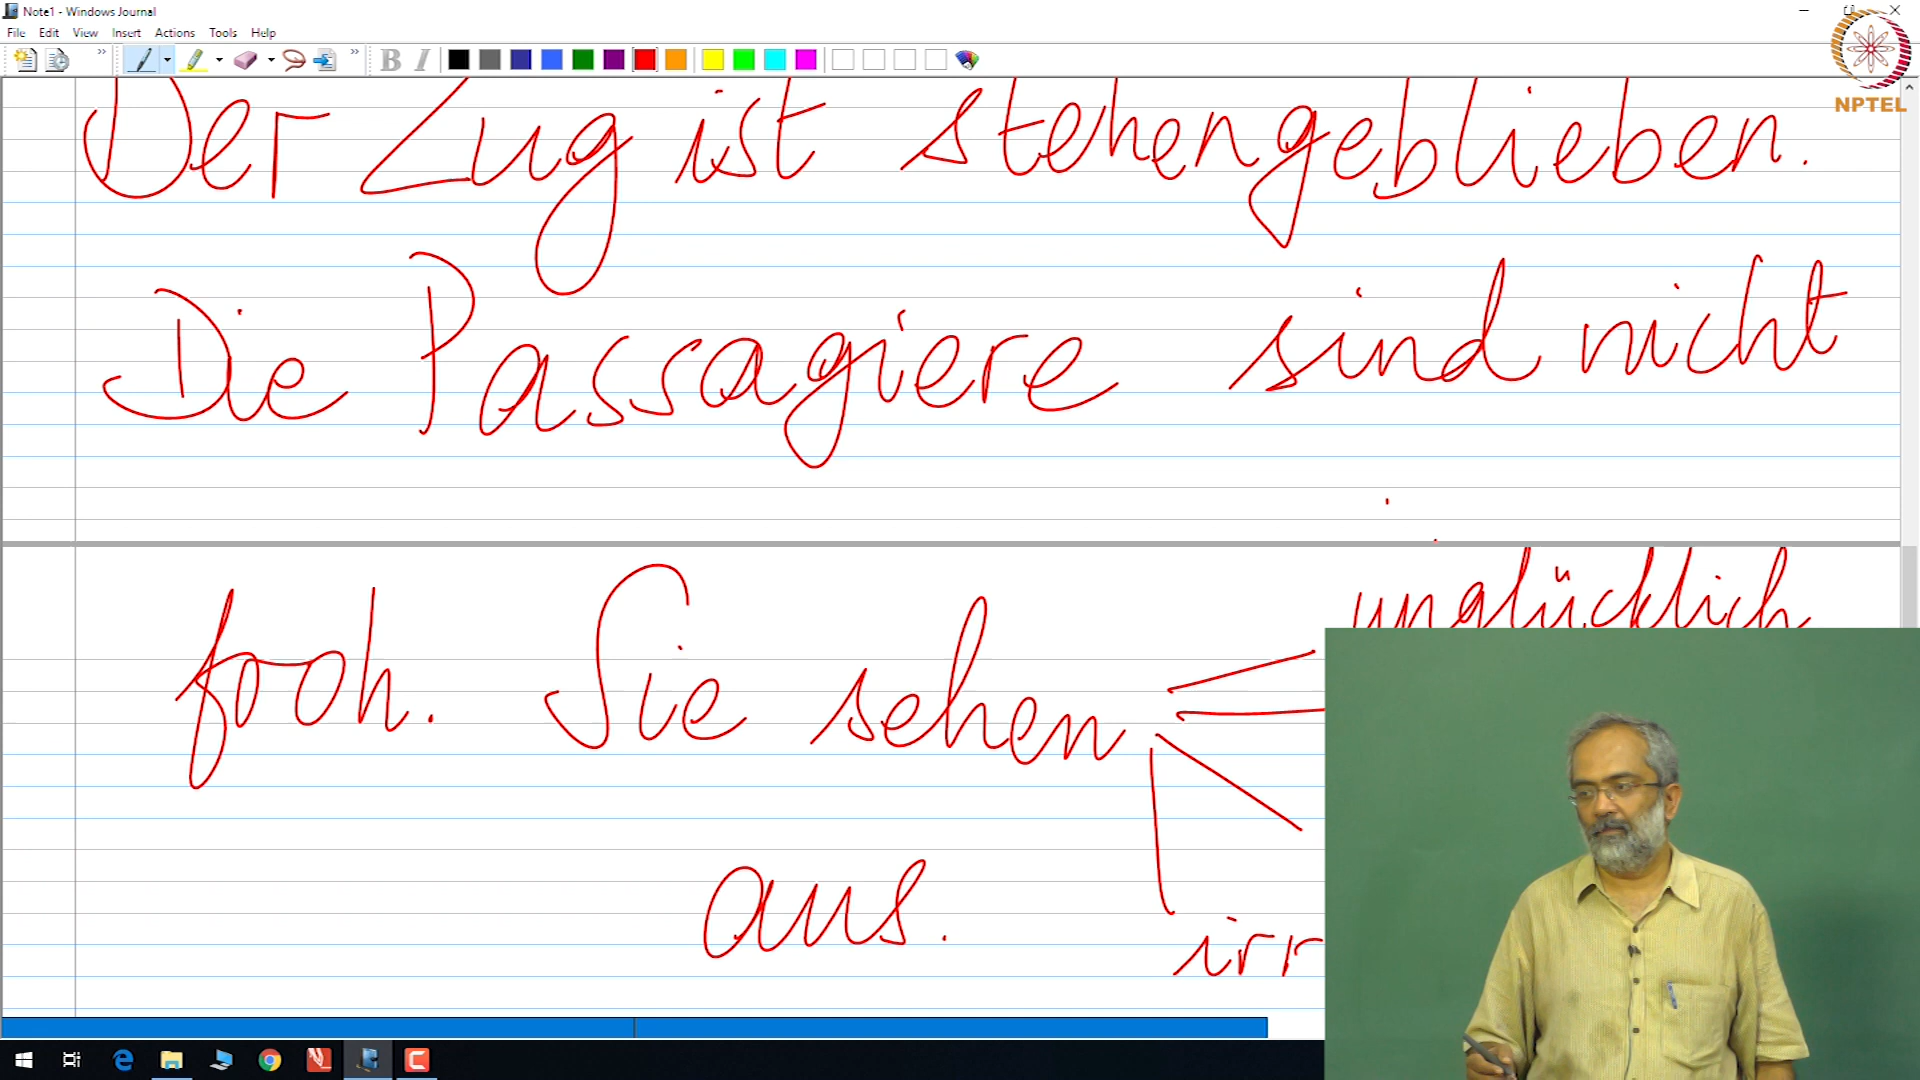 Note1 - Windows Journal
File Edit View Insert Actions Tools Help
B I
NPTEL
Der Zug ist stehengeblieben.
Die Passagiere sind nicht
froh. Sie sehen unglücklich
aus.
irr